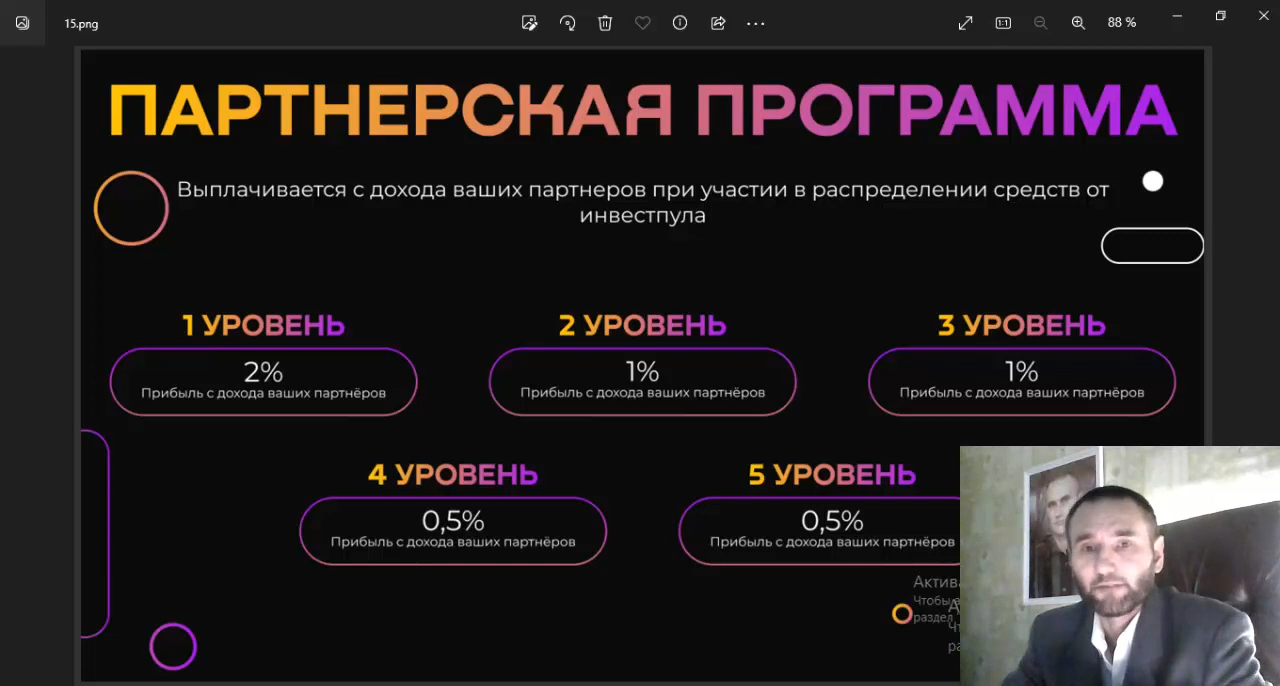 15.png
88 %
ПАРТНЕРСКАЯ ПРОГРАММА
Выплачивается с дохода ваших партнеров при участии в распределении средств от
инвестпула
1 УРОВЕНЬ
2%
Прибыль с дохода ваших партнёров
2 УРОВЕНЬ
1%
Прибыль с дохода ваших партнёров
3 УРОВЕНЬ
1%
Прибыль с дохода ваших партнёров
4 УРОВЕНЬ
0,5%
Прибыль с дохода ваших партнёров
5 УРОВЕНЬ
0,5%
Прибыль с дохода ваших партнёров
Чтобы
раздел